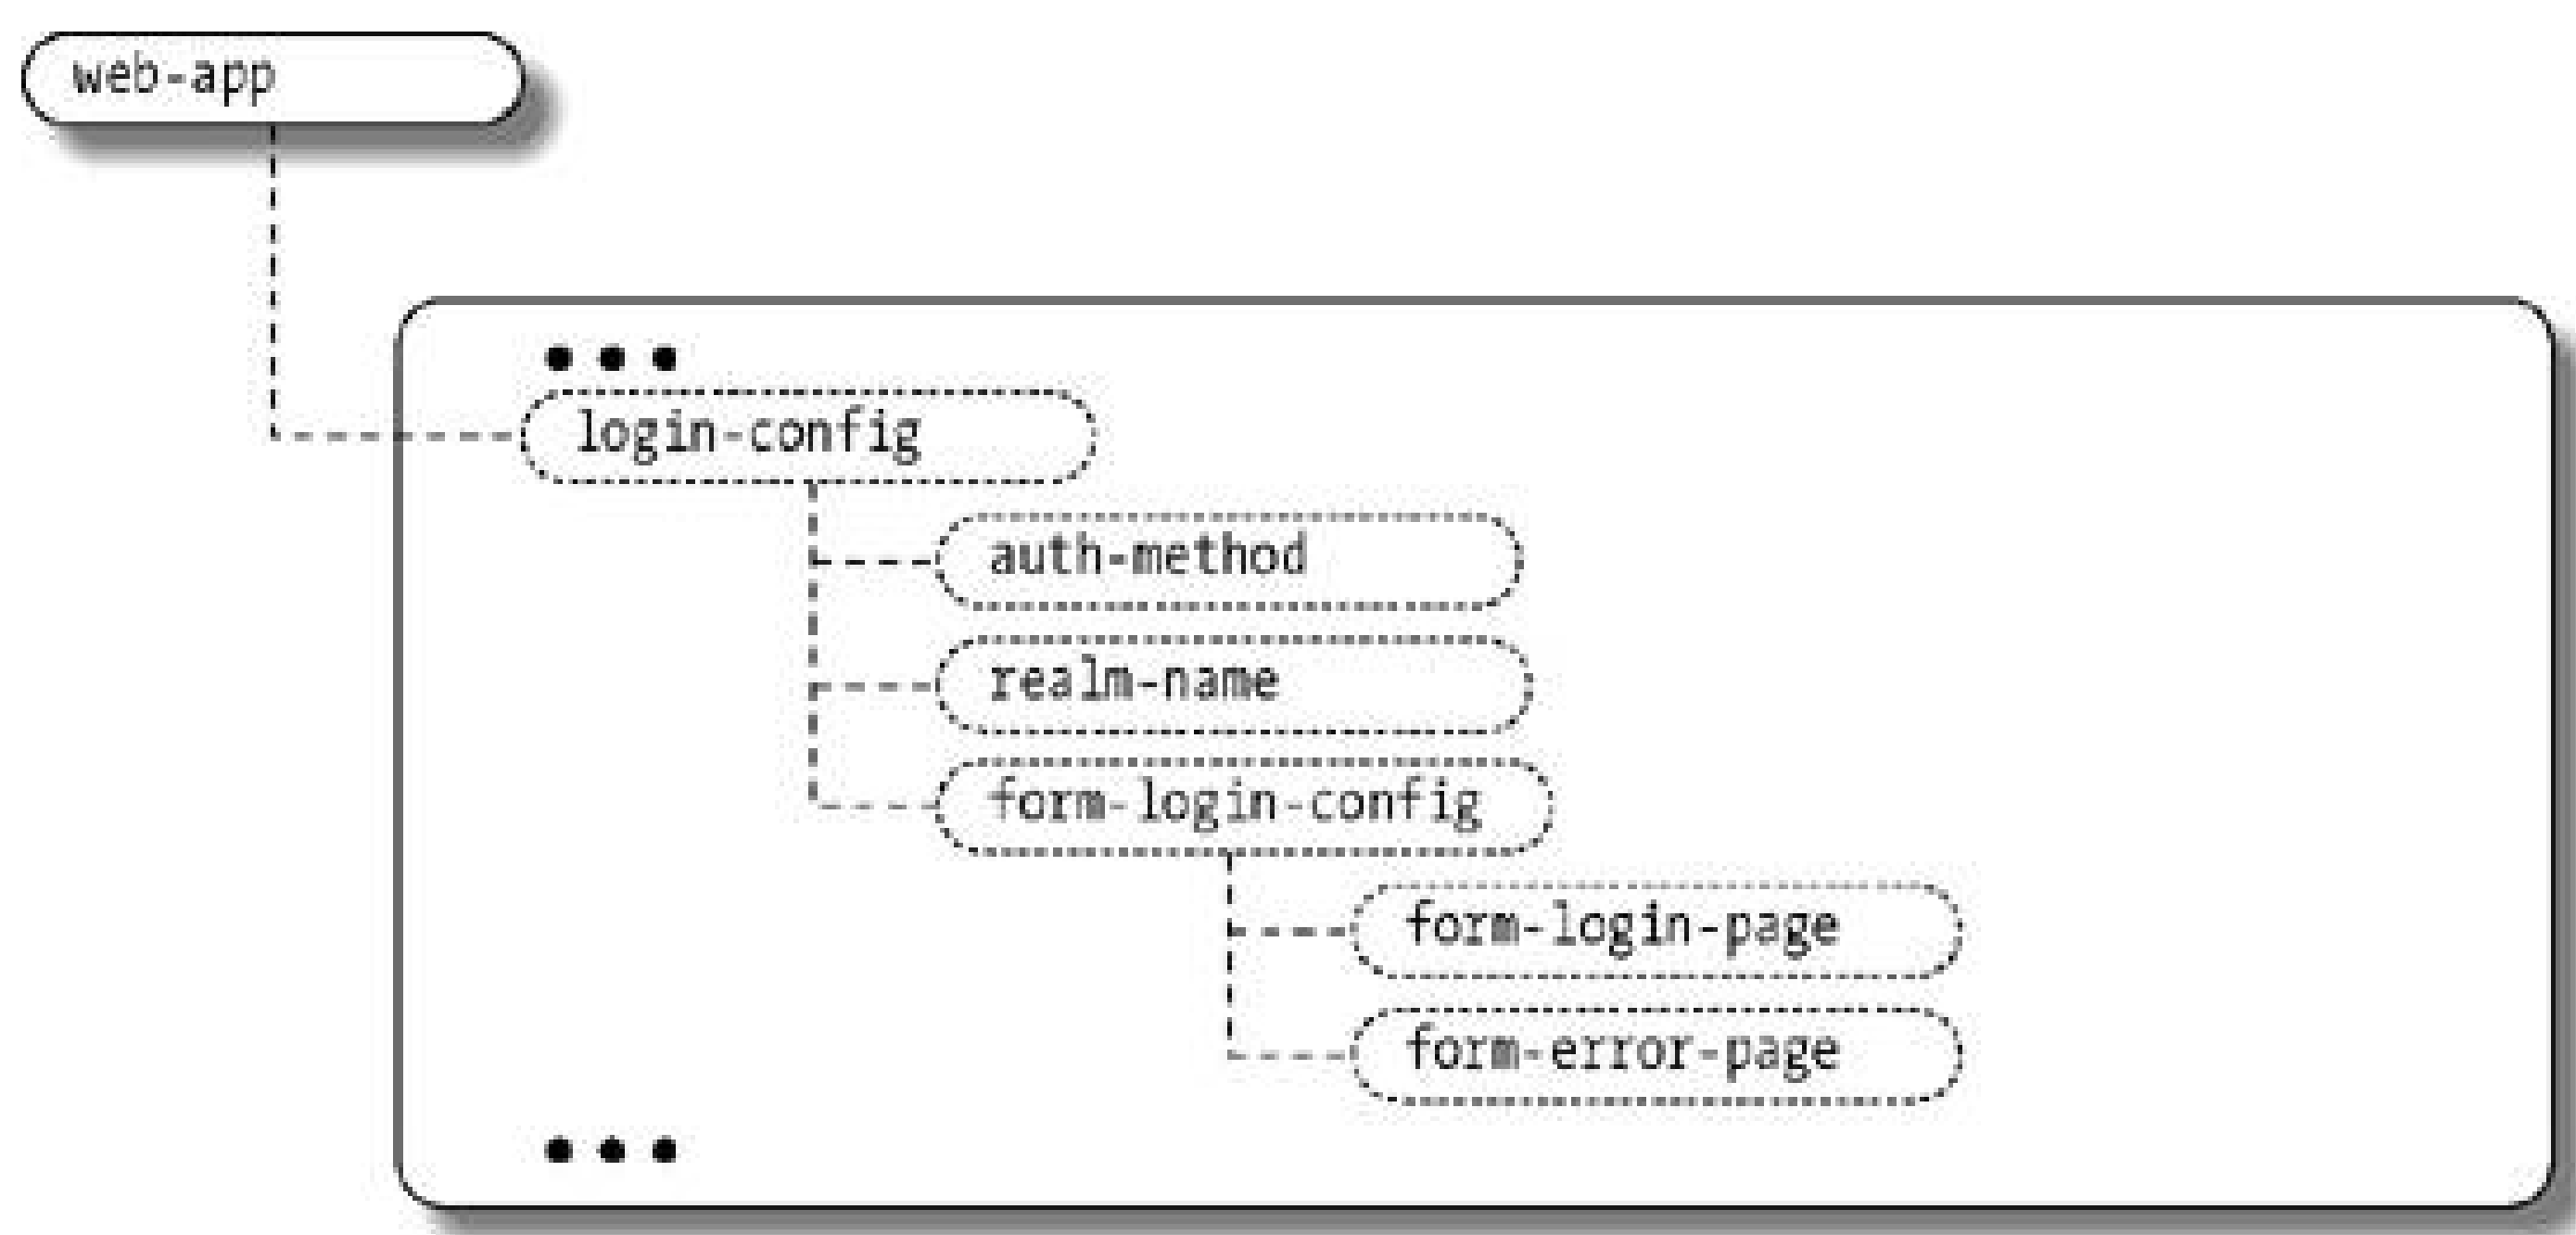 web-app
login-config
auth-method
realm-name
form-login-config
form-login-page
form-error-page